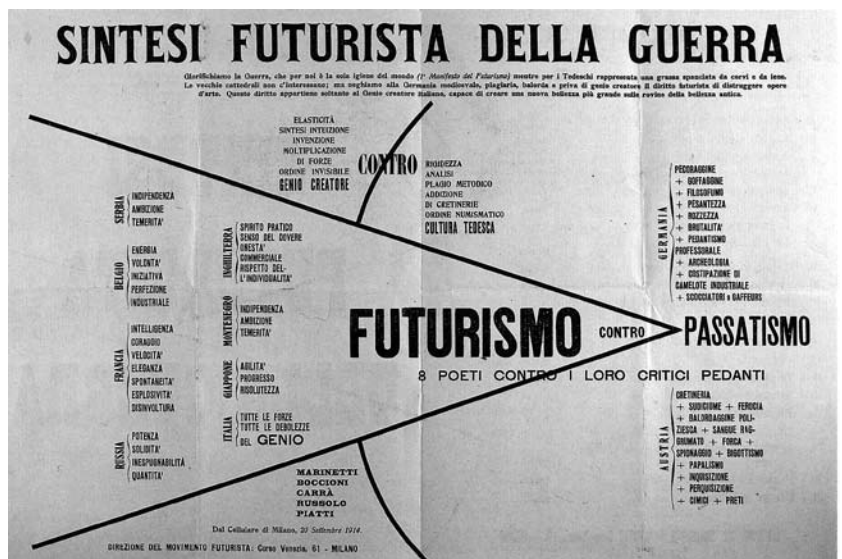 SINTESI FUTURISTA DELLA GUERRA
Glorifichiamo la Guerra, che per noi è la sola igiene del mondo (1º Manifesto del Futurismo) mentre per i Tedeschi rappresenta una grassa spanciata da corvi e da iene.
Le vecchie cattedrali non c'interessano; ma neghiamo alla Germania medioevale, plagiaria, balorda e priva di genio creatore il diritto futurista di distruggere opere
d'arte. Questo diritto appartiene soltanto al Genio creatore italiano, capace di creare una nuova bellezza più grande sulle rovine della bellezza antica.
ELASTICITÀ
SINTESI INTUIZIONE
INVENZIONE
MOLTIPLICAZIONE
DI FORZE
ORDINE INVISIBILE
GENIO CREATORE
CONTRO
RIGIDEZZA
ANALISI
PLAGIO METODICO
ADDIZIONE
DI CRETINERIE
ORDINE NUMISMATICO
CULTURA TEDESCA
SERBIA
INDIPENDENZA
AMBIZIONE
TEMERITA'
BELGIO
ENERGIA
VOLONTA'
INIZIATIVA
PERFEZIONE
INDUSTRIALE
FRANCIA
INTELLIGENZA
CORAGGIO
VELOCITA'
ELEGANZA
SPONTANEITA'
ESPLOSIVITA'
DISINVOLTURA
RUSSIA
POTENZA
SOLIDITA'
INESPUGNABILITÀ
QUANTITA'
INGHILTERRA
SPIRITO PRATICO
SENSO DEL DOVERE
ONESTA'
COMMERCIALE
RISPETTO DEL-
L'INDIVIDUALITA'
MONTENEGRO
INDIPENDENZA
AMBIZIONE
TEMERITA'
GIAPPONE
AGILITA'
PROGRESSO
RISOLUTEZZA
ITALIA
TUTTE LE FORZE
TUTTE LE DEBOLEZZE
DEL GENIO
FUTURISMO CONTRO PASSATISMO
8 POETI CONTRO I LORO CRITICI PEDANTI
GERMANIA
PECORAGGINE
+ GOFFAGGINE
+ FILOSOFUMO
+ PESANTEZZA
+ ROZZEZZA
+ BRUTALITA'
+ PEDANTISMO
PROFESSORALE
+ ARCHEOLOGIA
+ COSTIPAZIONE DI
CAMELOTE INDUSTRIALE
+ SCOCCIATORI e GAFFEURS
AUSTRIA
CRETINERIA
+ SUDICIUME + FEROCIA
+ BALORDAGGINE POLI-
ZIESCA + SANGUE RAG-
GRUMATO + FORCA +
SPIONAGGIO + BIGOTTISMO
+ PAPALISMO
+ INQUISIZIONE
+ PERQUISIZIONE
+ CIMICI + PRETI
MARINETTI
BOCCIONI
CARRÀ
RUSSOLO
PIATTI
Dal Cellulare di Milano, 20 Settembre 1914.
DIREZIONE DEL MOVIMENTO FUTURISTA: Corso Venezia, 61 - MILANO